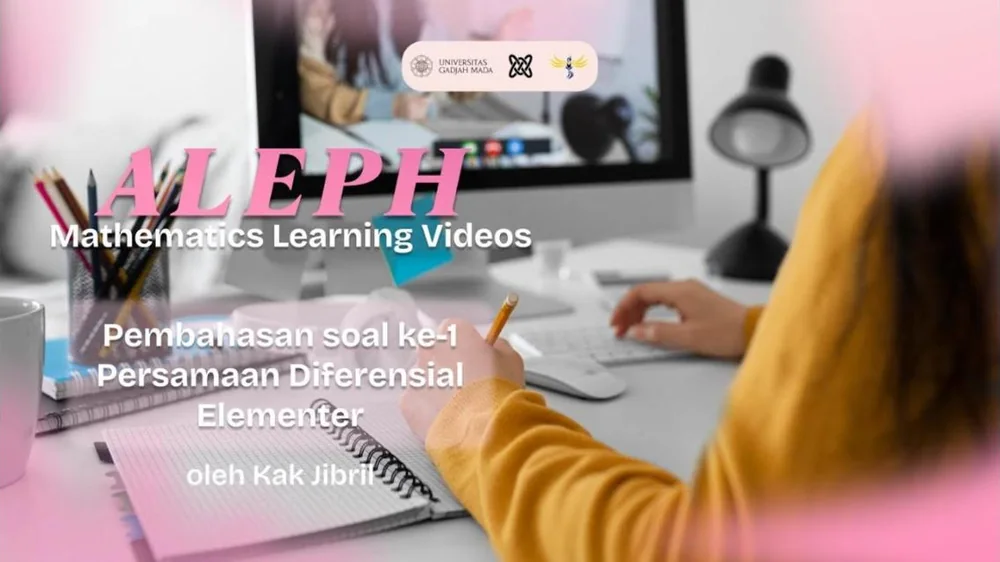 UNIVERSITAS
GADJAH MADA
ALEPH
Mathematics Learning Videos
Pembahasan soal ke-1
Persamaan Diferensial
Elementer
oleh Kak Jibril